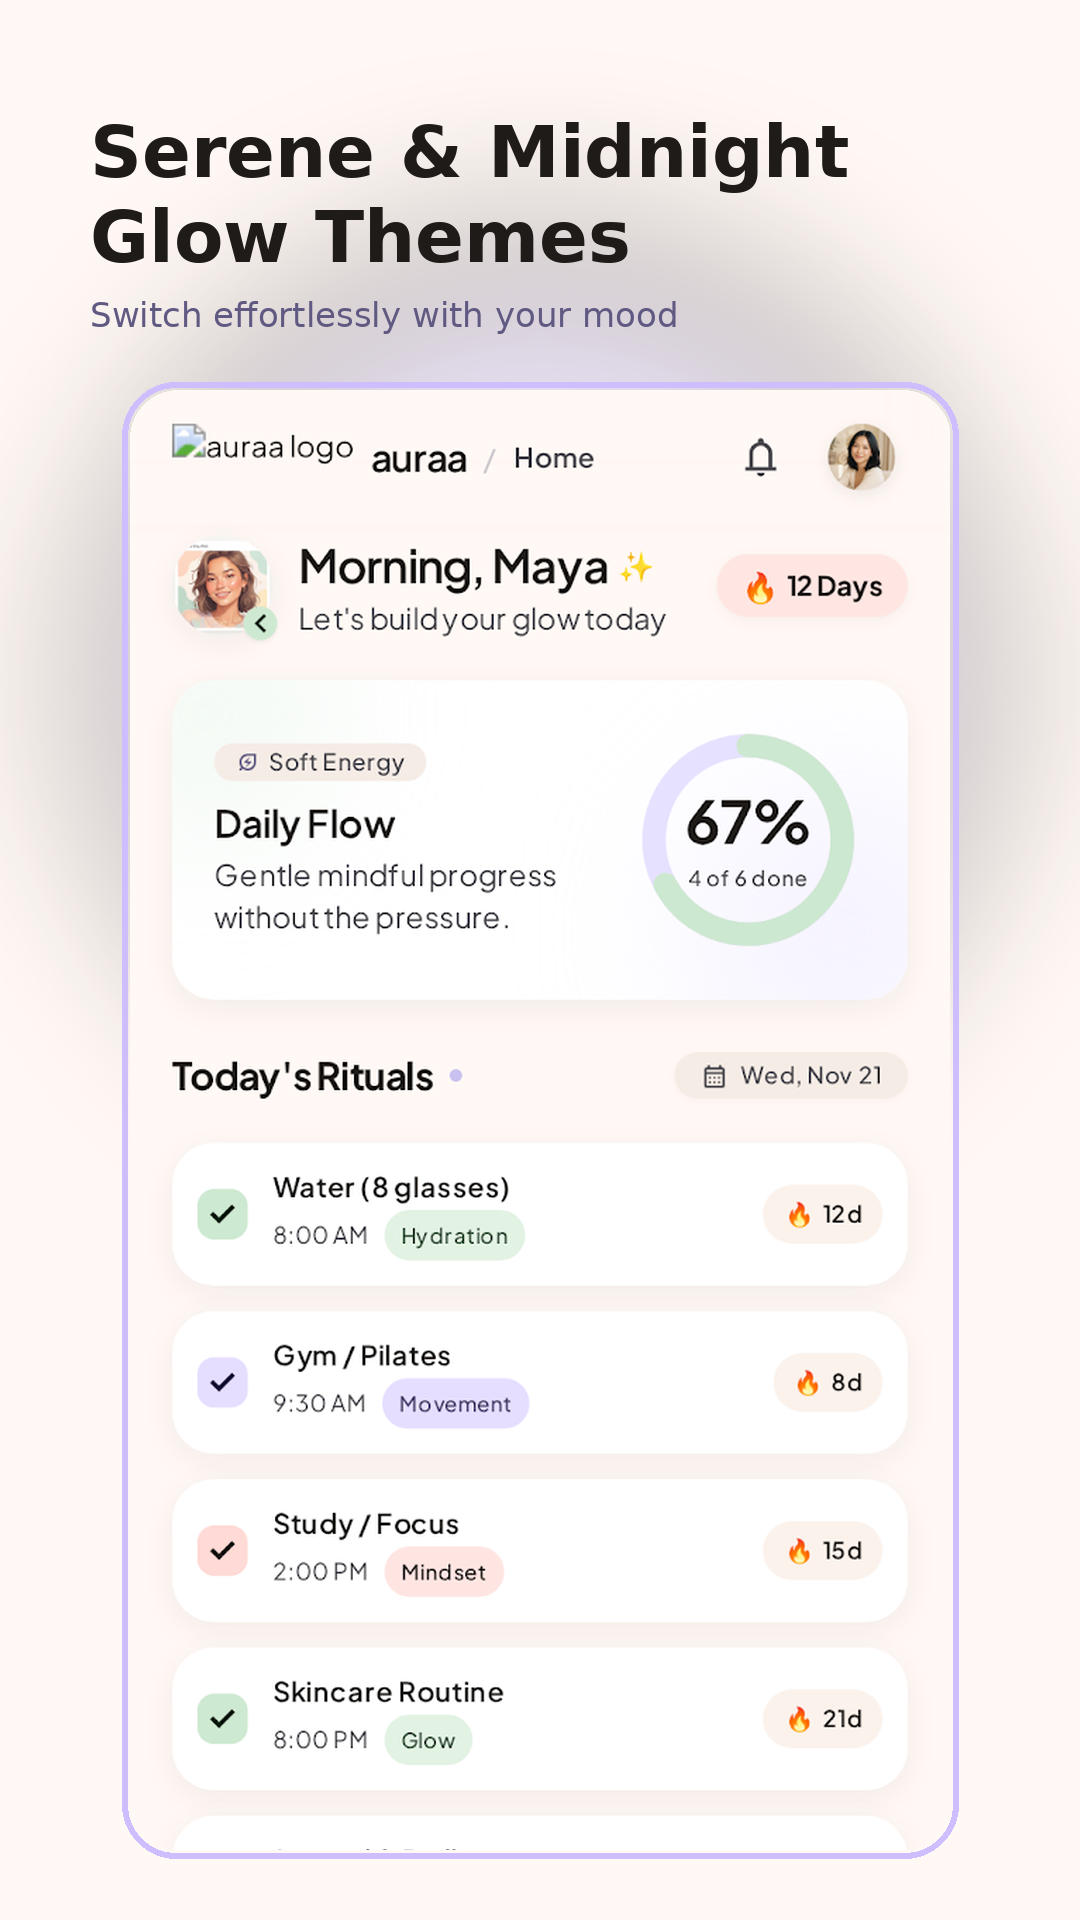 Serene & Midnight
Glow Themes
Switch effortlessly with your mood
auraa logo auraa / Home
Morning, Maya ✨
🔥 12 Days
Let's build your glow today
Soft Energy
Daily Flow
Gentle mindful progress
without the pressure.
67%
4 of 6 done
Today's Rituals
Wed, Nov 21
Water (8 glasses)
8:00 AM Hydration
🔥 12d
Gym / Pilates
9:30 AM Movement
🔥 8d
Study / Focus
2:00 PM Mindset
🔥 15d
Skincare Routine
8:00 PM Glow
🔥 21d